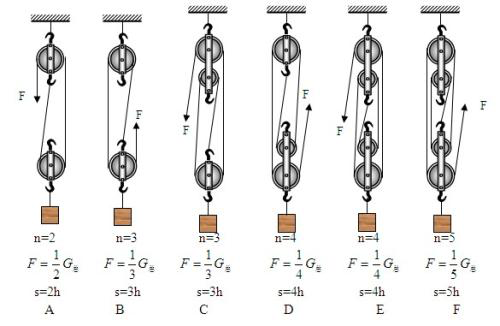 F F F F F F
n=2 n=3 n=3 n=4 n=4 n=5
F=1/2 G总 F=1/3 G总 F=1/3 G总 F=1/4 G总 F=1/4 G总 F=1/5 G总
s=2h s=3h s=3h s=4h s=4h s=5h
A B C D E F